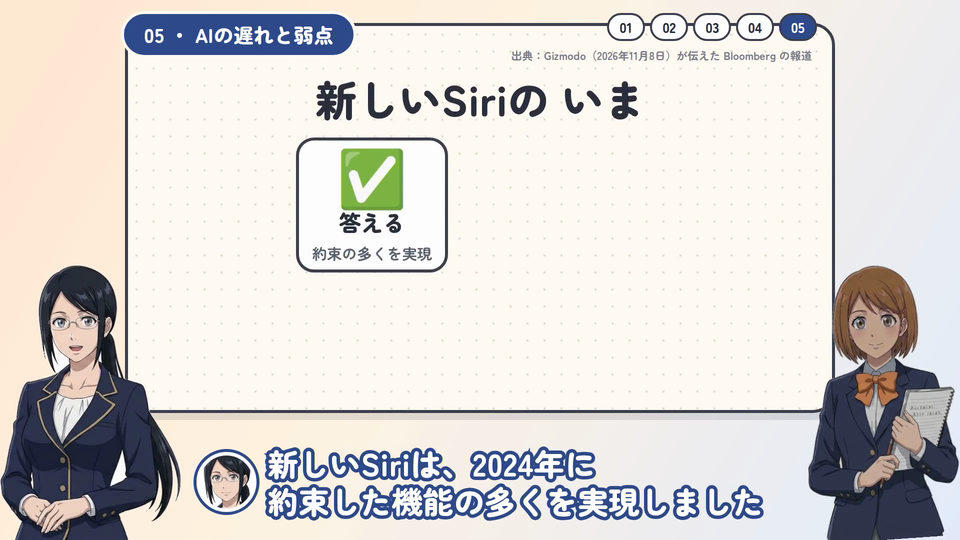 05 ・ AIの遅れと弱点
01 02 03 04 05
出典：Gizmodo（2026年11月8日）が伝えた Bloomberg の報道
新しいSiriの いま
答える
約束の多くを実現
新しいSiriは、2024年に
約束した機能の多くを実現しました